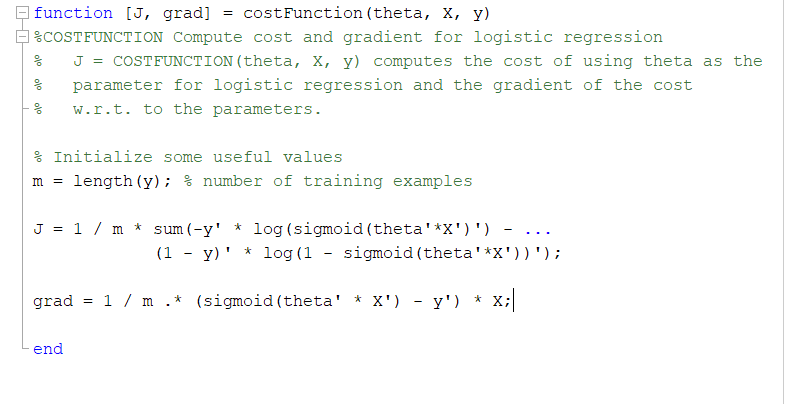 function [J, grad] = costFunction(theta, X, y)
%COSTFUNCTION Compute cost and gradient for logistic regression
%   J = COSTFUNCTION(theta, X, y) computes the cost of using theta as the
%   parameter for logistic regression and the gradient of the cost
%   w.r.t. to the parameters.
% Initialize some useful values
m = length(y); % number of training examples
J = 1 / m * sum(-y' * log(sigmoid(theta'*X')') - ...
(1 - y)' * log(1 - sigmoid(theta'*X'))');
grad = 1 / m .* (sigmoid(theta' * X') - y') * X;
end